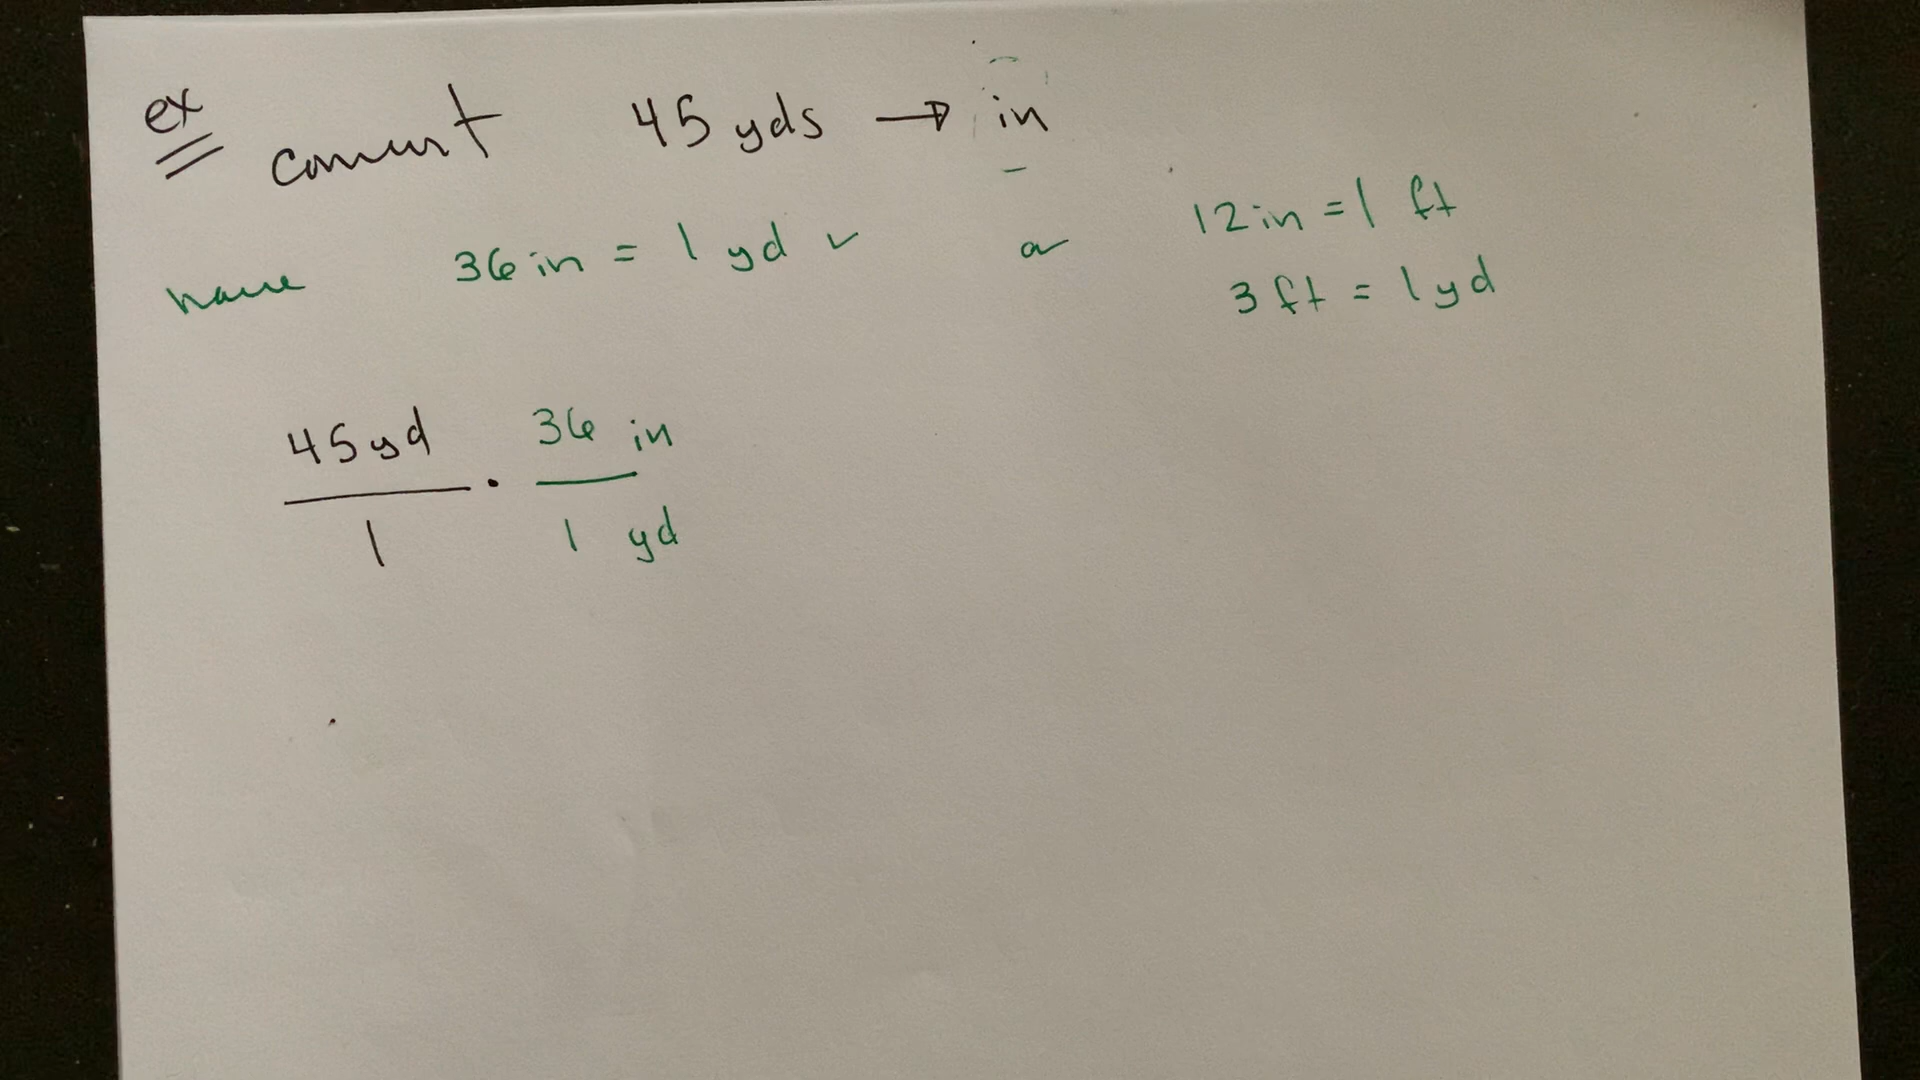 ex convert 45 yds → in
have 36 in = 1 yd ✓ or 12 in = 1 ft
3 ft = 1 yd
45 yd · 36 in
1 1 yd